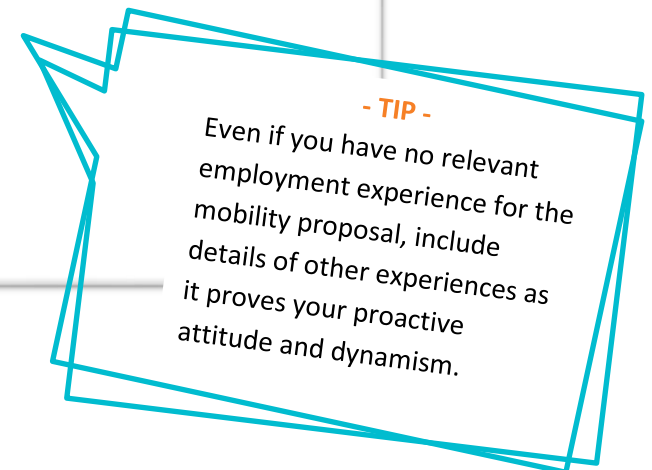 - TIP -
Even if you have no relevant
employment experience for the
mobility proposal, include
details of other experiences as
it proves your proactive
attitude and dynamism.